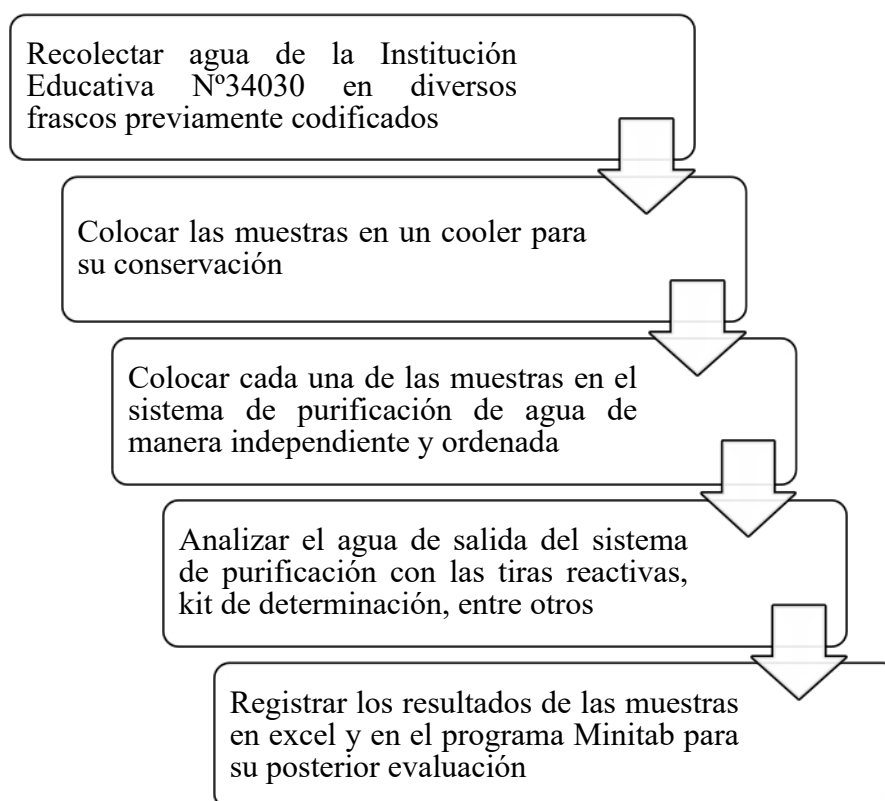 Recolectar agua de la Institución
Educativa Nº34030 en diversos
frascos previamente codificados
Colocar las muestras en un cooler para
su conservación
Colocar cada una de las muestras en el
sistema de purificación de agua de
manera independiente y ordenada
Analizar el agua de salida del sistema
de purificación con las tiras reactivas,
kit de determinación, entre otros
Registrar los resultados de las muestras
en excel y en el programa Minitab para
su posterior evaluación